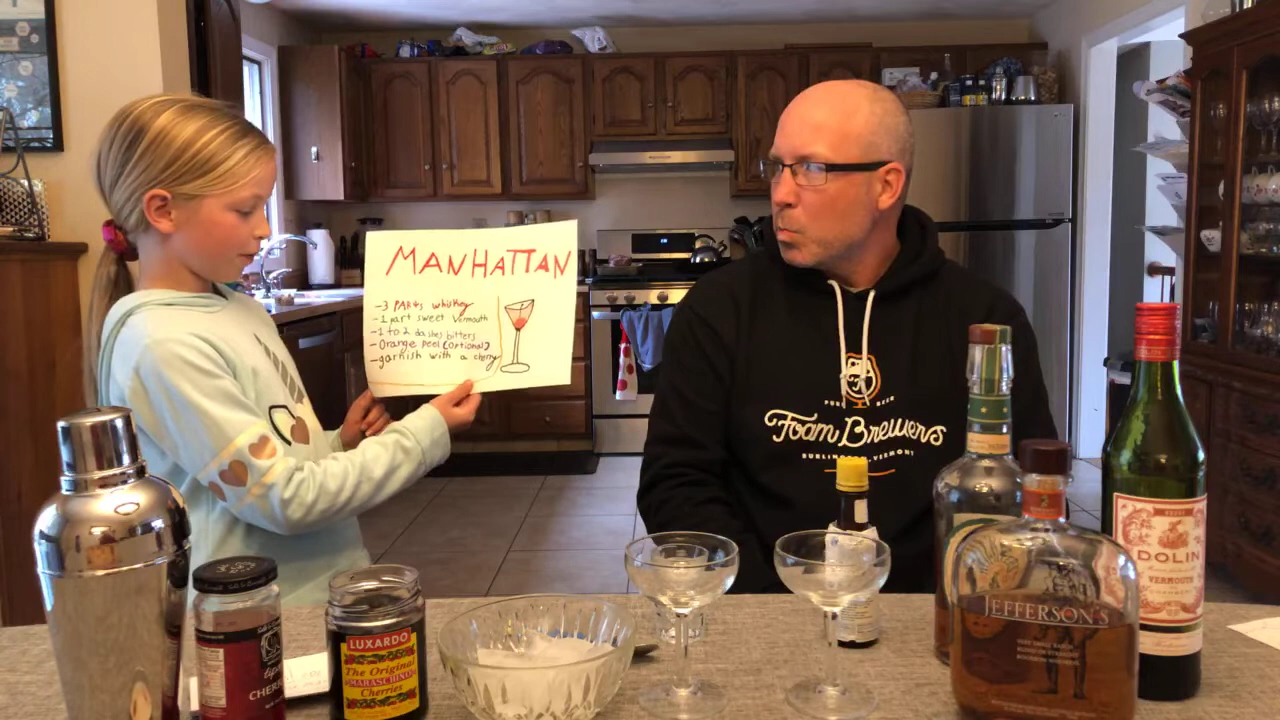 MANHATTAN
-3 PARts whiskey
-1 part sweet Vermouth
-1 to 2 dashes bitters
-Orange Peel (optional)
-garnish with a cherry
Foam Brewers
BURLINGTON, VERMONT
LUXARDO
The Original
MARASCHINO
Cherries
JEFFERSON'S
DOLIN
VERMOUTH